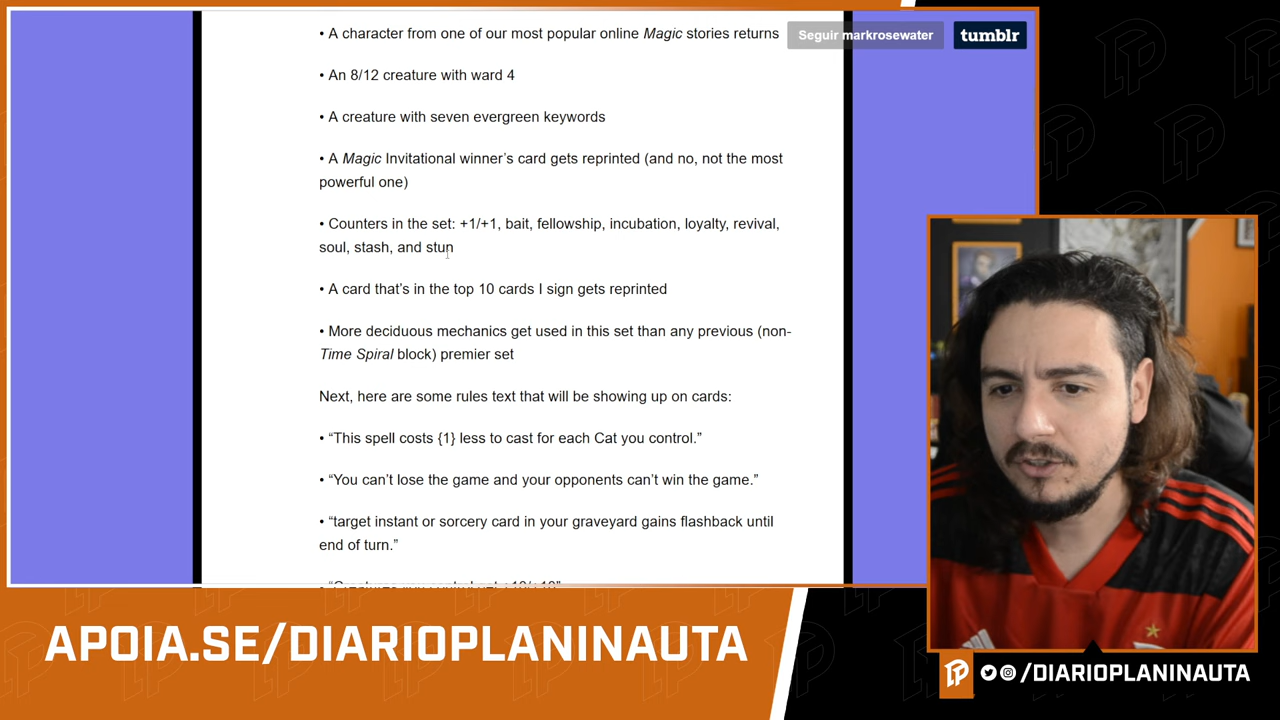 • A character from one of our most popular online Magic stories returns
Seguir markrosewater
tumblr
• An 8/12 creature with ward 4
• A creature with seven evergreen keywords
• A Magic Invitational winner’s card gets reprinted (and no, not the most
powerful one)
• Counters in the set: +1/+1, bait, fellowship, incubation, loyalty, revival,
soul, stash, and stun
• A card that’s in the top 10 cards I sign gets reprinted
• More deciduous mechanics get used in this set than any previous (non-
Time Spiral block) premier set
Next, here are some rules text that will be showing up on cards:
• “This spell costs {1} less to cast for each Cat you control.”
• “You can’t lose the game and your opponents can’t win the game.”
• “target instant or sorcery card in your graveyard gains flashback until
end of turn.”
APOIA.SE/DIARIOPLANINAUTA
/DIARIOPLANINAUTA